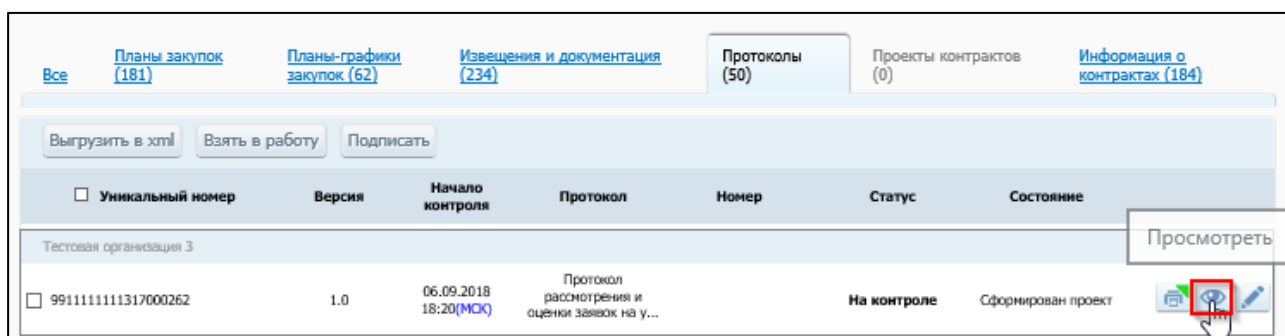 Все
Планы закупок
(181)
Планы-графики
закупок (62)
Извещения и документация
(234)
Протоколы
(50)
Проекты контрактов
(0)
Информация о
контрактах (184)
Выгрузить в xml
Взять в работу
Подписать
Уникальный номер
Версия
Начало
контроля
Протокол
Номер
Статус
Состояние
Просмотреть
Тестовая организация 3
9911111111317000262
1.0
06.09.2018
18:20(МСК)
Протокол
рассмотрения и
оценки заявок на у...
На контроле
Сформирован проект